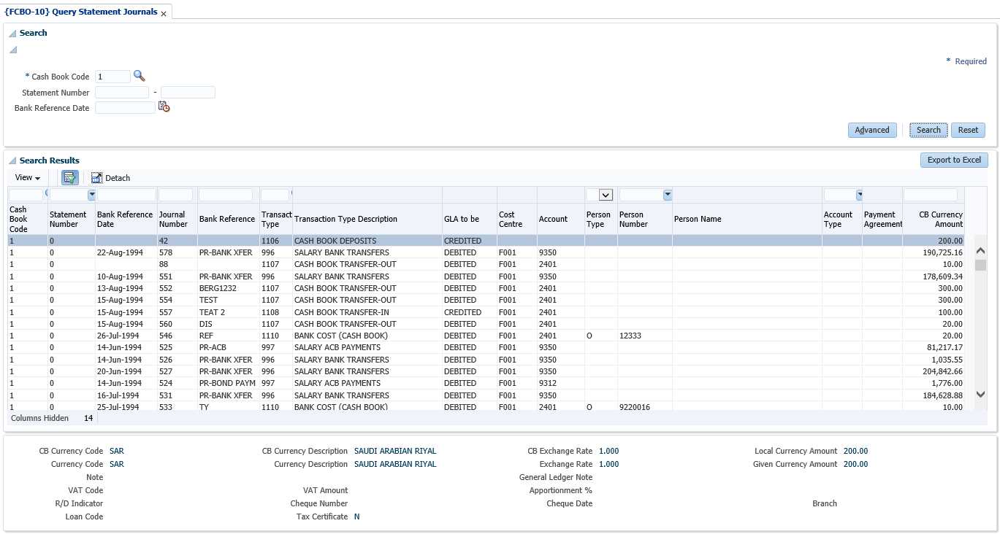 {FCBO-10} Query Statement Journals ×
Search
* Required
* Cash Book Code 1
Statement Number -
Bank Reference Date
Advanced Search Reset
Search Results
Export to Excel
View Detach
Cash Book Code Statement Number Bank Reference Date Journal Number Bank Reference Transact Type Transaction Type Description GLA to be Cost Centre Account Person Type Person Number Person Name Account Type Payment Agreement CB Currency Amount
1 0 42 1106 CASH BOOK DEPOSITS CREDITED 200.00
1 0 22-Aug-1994 578 PR-BANK XFER 996 SALARY BANK TRANSFERS DEBITED F001 9350 190,725.16
1 0 88 1107 CASH BOOK TRANSFER-OUT DEBITED F001 2401 10.00
1 0 10-Aug-1994 551 PR-BANK XFER 996 SALARY BANK TRANSFERS DEBITED F001 9350 178,609.34
1 0 13-Aug-1994 552 BERG1232 1107 CASH BOOK TRANSFER-OUT DEBITED F001 2401 300.00
1 0 15-Aug-1994 554 TEST 1107 CASH BOOK TRANSFER-OUT DEBITED F001 2401 300.00
1 0 15-Aug-1994 557 TEAT 2 1108 CASH BOOK TRANSFER-IN CREDITED F001 2401 100.00
1 0 15-Aug-1994 560 DIS 1107 CASH BOOK TRANSFER-OUT DEBITED F001 2401 20.00
1 0 26-Jul-1994 546 REF 1110 BANK COST (CASH BOOK) DEBITED F001 2401 O 12333 20.00
1 0 14-Jun-1994 525 PR-ACB 997 SALARY ACB PAYMENTS DEBITED F001 9350 81,217.17
1 0 14-Jun-1994 526 PR-BANK XFER 996 SALARY BANK TRANSFERS DEBITED F001 9350 1,035.55
1 0 20-Jun-1994 527 PR-BANK XFER 996 SALARY BANK TRANSFERS DEBITED F001 9350 204,842.66
1 0 14-Jun-1994 524 PR-BOND PAYM 997 SALARY ACB PAYMENTS DEBITED F001 9312 1,776.00
1 0 16-Jul-1994 531 PR-BANK XFER 996 SALARY BANK TRANSFERS DEBITED F001 9350 184,628.88
1 0 25-Jul-1994 533 TY 1110 BANK COST (CASH BOOK) DEBITED F001 2401 O 9220016 10.00
Columns Hidden 14
CB Currency Code SAR CB Currency Description SAUDI ARABIAN RIYAL CB Exchange Rate 1.000 Local Currency Amount 200.00
Currency Code SAR Currency Description SAUDI ARABIAN RIYAL Exchange Rate 1.000 Given Currency Amount 200.00
Note General Ledger Note
VAT Code VAT Amount Apportionment %
R/D Indicator Cheque Number Cheque Date Branch
Loan Code Tax Certificate N